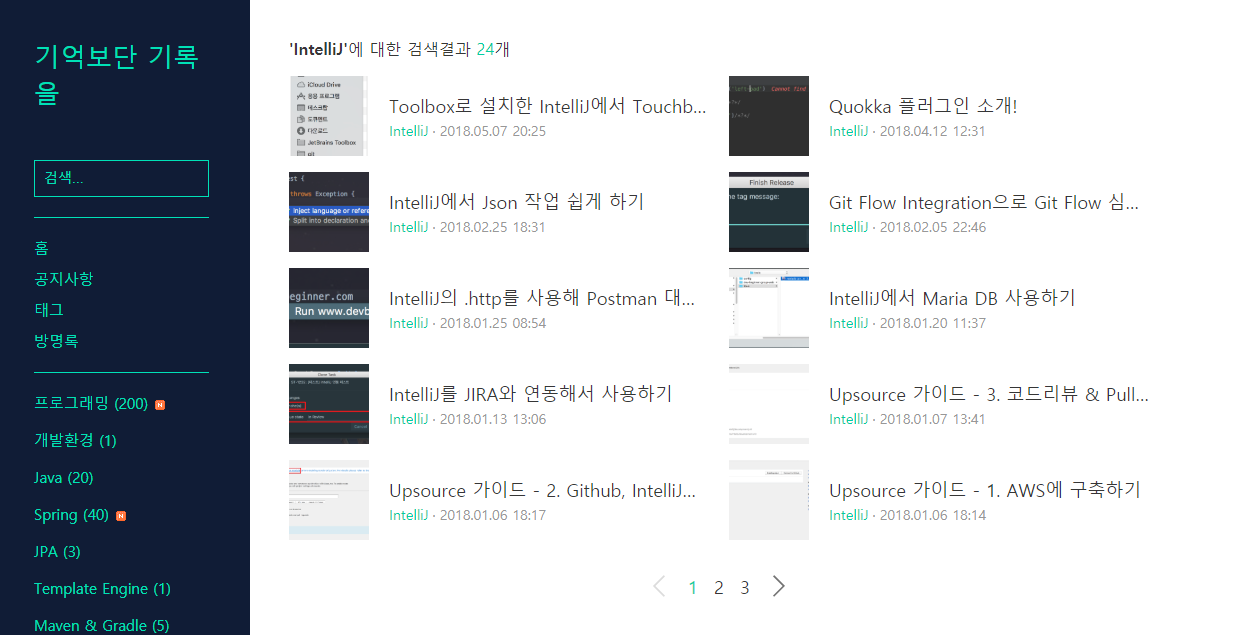 기억보단 기록
을
검색...
홈
공지사항
태그
방명록
프로그래밍 (200) N
개발환경 (1)
Java (20)
Spring (40) N
JPA (3)
Template Engine (1)
Maven & Gradle (5)
'IntelliJ'에 대한 검색결과 24개
iCloud Drive
응용 프로그램
데스크탑
도큐멘트
다운로드
JetBrains Toolbox
Toolbox로 설치한 IntelliJ에서 Touchb...
IntelliJ · 2018.05.07 20:25
Cannot find
Quokka 플러그인 소개!
IntelliJ · 2018.04.12 12:31
est {
throws Exception {
Inject language or refere
Split into declaration and
IntelliJ에서 Json 작업 쉽게 하기
IntelliJ · 2018.02.25 18:31
Finish Release
he tag message:
Git Flow Integration으로 Git Flow 심...
IntelliJ · 2018.02.05 22:46
eginner.com
Run www.devb
IntelliJ의 .http를 사용해 Postman 대...
IntelliJ · 2018.01.25 08:54
IntelliJ에서 Maria DB 사용하기
IntelliJ · 2018.01.20 11:37
IntelliJ를 JIRA와 연동해서 사용하기
IntelliJ · 2018.01.13 13:06
Upsource 가이드 - 3. 코드리뷰 & Pull...
IntelliJ · 2018.01.07 13:41
Upsource 가이드 - 2. Github, IntelliJ...
IntelliJ · 2018.01.06 18:17
Upsource 가이드 - 1. AWS에 구축하기
IntelliJ · 2018.01.06 18:14
1 2 3